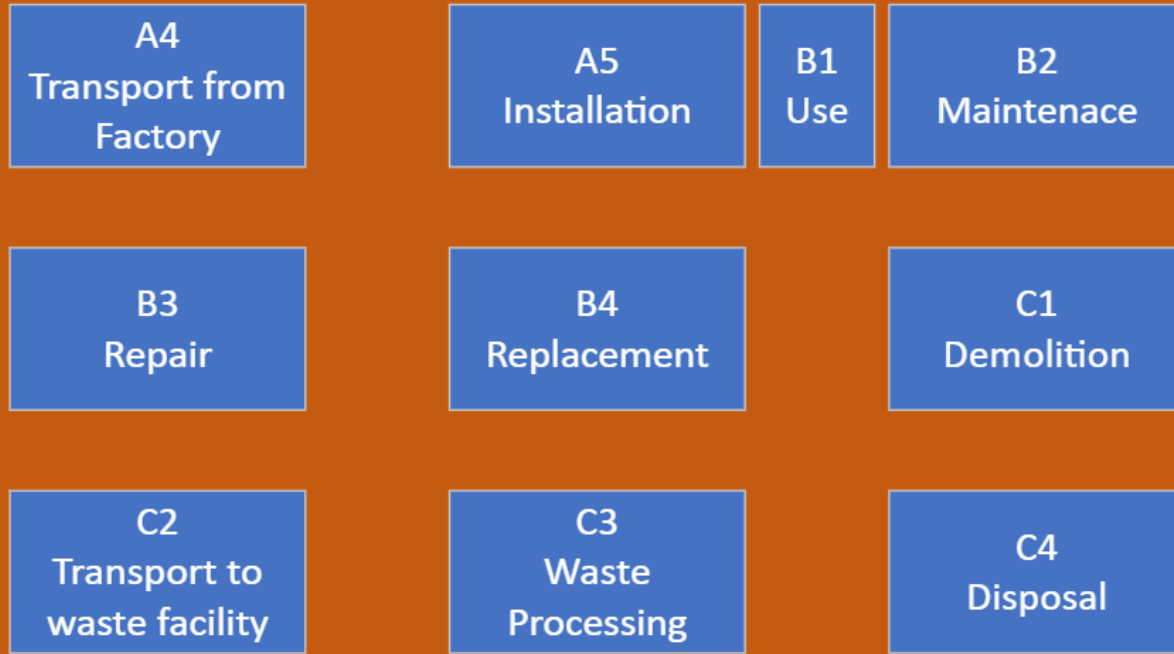 A4
Transport from
Factory
A5
Installation
B1
Use
B2
Maintenace
B3
Repair
B4
Replacement
C1
Demolition
C2
Transport to
waste facility
C3
Waste
Processing
C4
Disposal